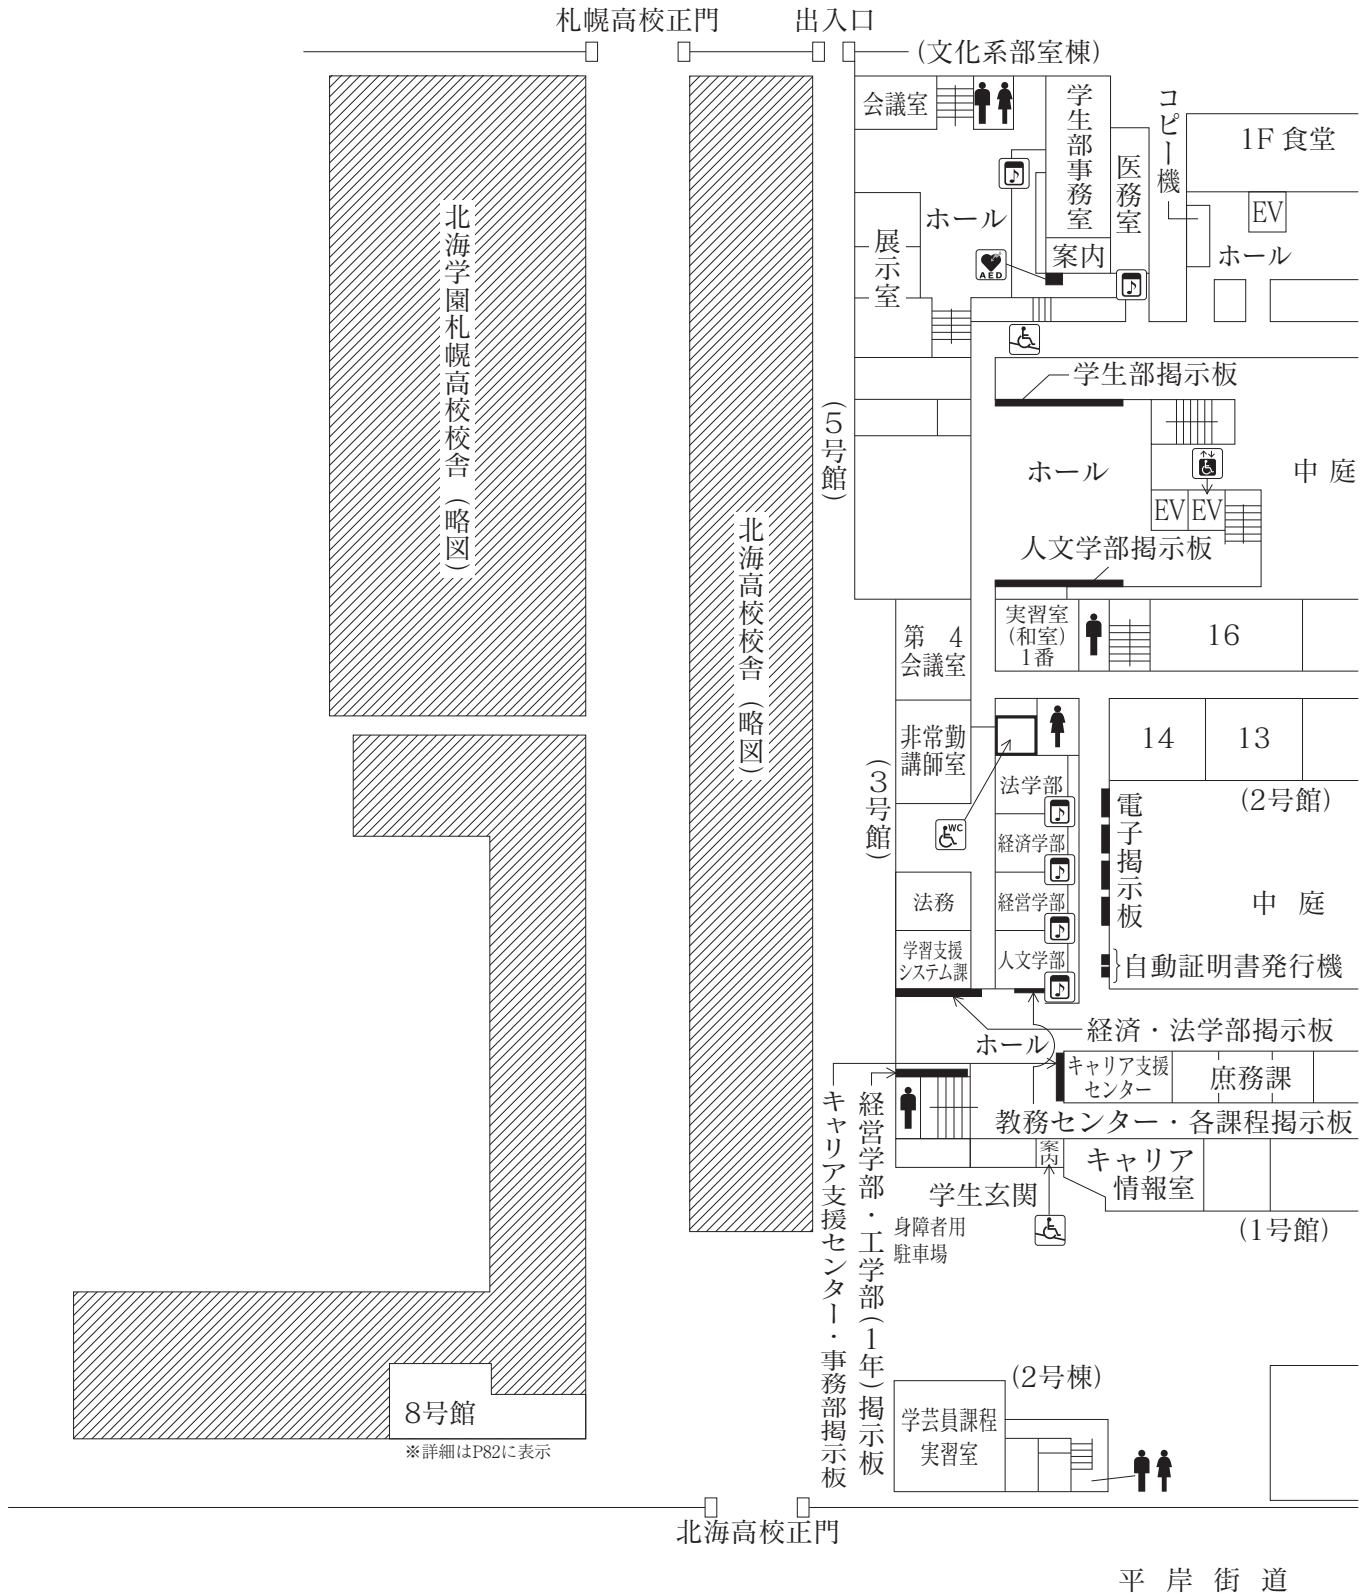 札幌高校正門
出入口
(文化系部室棟)
会議室
学生部事務室
医務室
コピー機
1F 食堂
EV
ホール
案内
AED
ホール
展示室
北海学園札幌高校校舎(略図)
北海高校校舎(略図)
(5号館)
学生部掲示板
ホール
中庭
EV
EV
人文学部掲示板
実習室
(和室)
1番
16
第 4
会議室
非常勤
講師室
14
13
(2号館)
(3号館)
WC
法学部
経済学部
経営学部
人文学部
電子掲示板
中庭
法務
学習支援
システム課
自動証明書発行機
経済・法学部掲示板
ホール
キャリア支援
センター
庶務課
教務センター・各課程掲示板
案内
キャリア
情報室
学生玄関
身障者用
駐車場
(1号館)
キャリア支援センター・事務部掲示板
経営学部・工学部(1年)掲示板
8号館
※詳細はP82に表示
(2号棟)
学芸員課程
実習室
北海高校正門
平岸街道